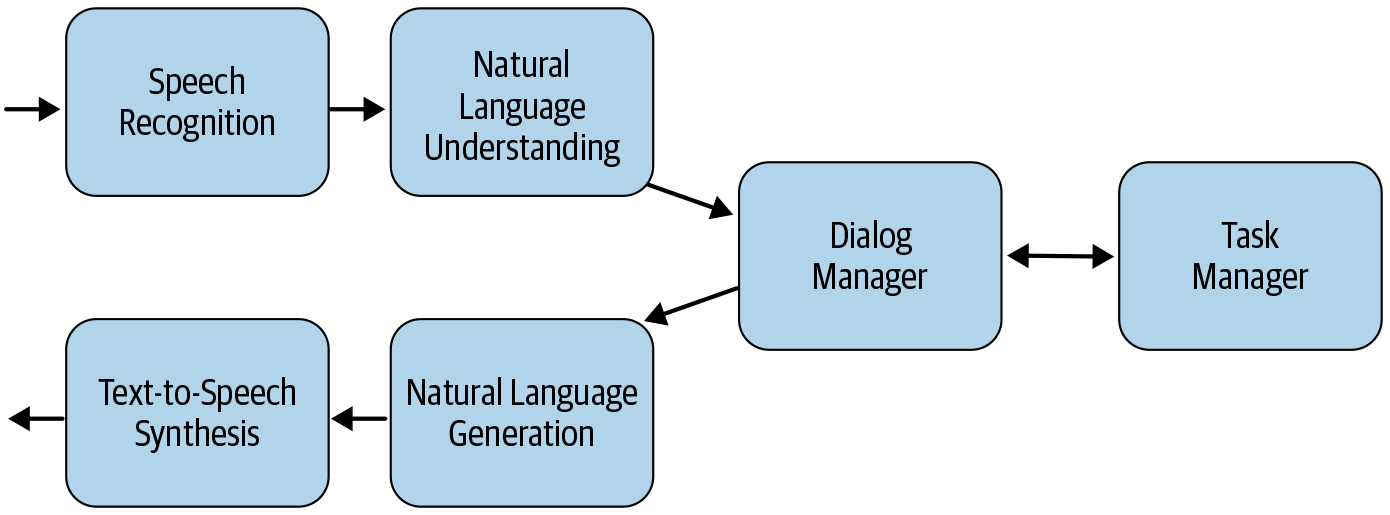 Speech
Recognition
Natural
Language
Understanding
Dialog
Manager
Task
Manager
Text-to-Speech
Synthesis
Natural Language
Generation